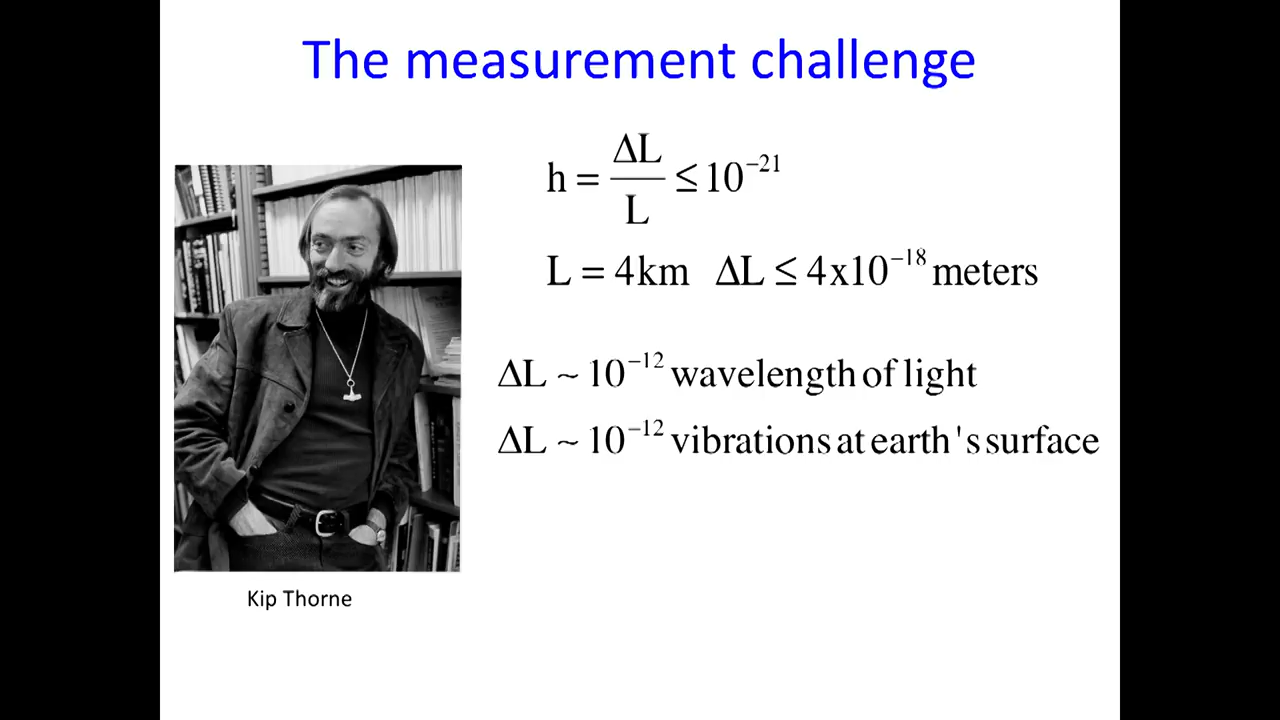 The measurement challenge
h = ΔL/L ≤ 10⁻²¹
L = 4km ΔL ≤ 4x10⁻¹⁸ meters
ΔL ~ 10⁻¹² wavelength of light
ΔL ~ 10⁻¹² vibrations at earth's surface
Kip Thorne